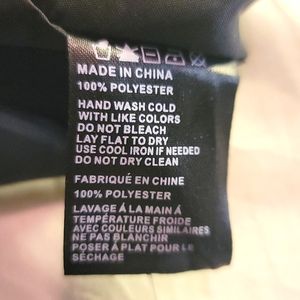 MADE IN CHINA
100% POLYESTER
HAND WASH COLD
WITH LIKE COLORS
DO NOT BLEACH
LAY FLAT TO DRY
USE COOL IRON IF NEEDED
DO NOT DRY CLEAN
FABRIQUÉ EN CHINE
100% POLYESTER
LAVAGE Á LA MAIN Á
TEMPÉRATURE FROIDE
AVEC COULEURS SIMILAIRES
NE PAS BLANCHIR
POSER Á PLAT POUR LE
SÉCHAGE